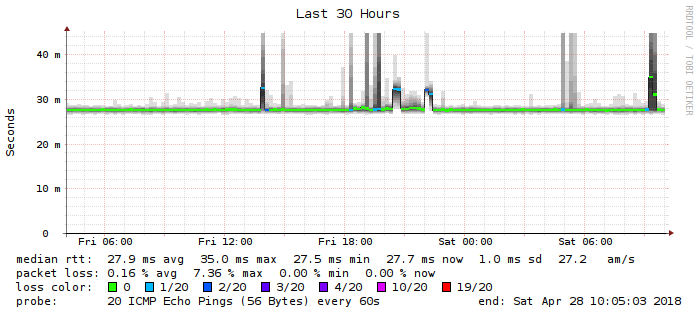 Last 30 Hours
RRDTOOL / TOBI OETIKER
Seconds
40 m
30 m
20 m
10 m
0
Fri 06:00 Fri 12:00 Fri 18:00 Sat 00:00 Sat 06:00
median rtt: 27.9 ms avg 35.0 ms max 27.5 ms min 27.7 ms now 1.0 ms sd 27.2 am/s
packet loss: 0.16 % avg 7.36 % max 0.00 % min 0.00 % now
loss color: 0 1/20 2/20 3/20 4/20 10/20 19/20
probe: 20 ICMP Echo Pings (56 Bytes) every 60s end: Sat Apr 28 10:05:03 2018